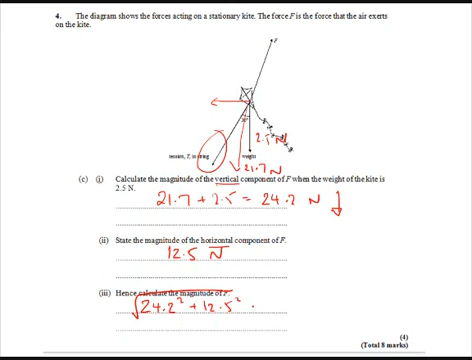 4. The diagram shows the forces acting on a stationary kite. The force F is the force that the air exerts
on the kite.
F
2.5 N
tension, T, in string
weight
21.7 N
(c) (i) Calculate the magnitude of the vertical component of F when the weight of the kite is
2.5 N.
21.7 + 2.5 = 24.2 N ↓
(ii) State the magnitude of the horizontal component of F.
12.5 N
(iii) Hence calculate the magnitude of F.
√24.2² + 12.5²
(4)
(Total 8 marks)